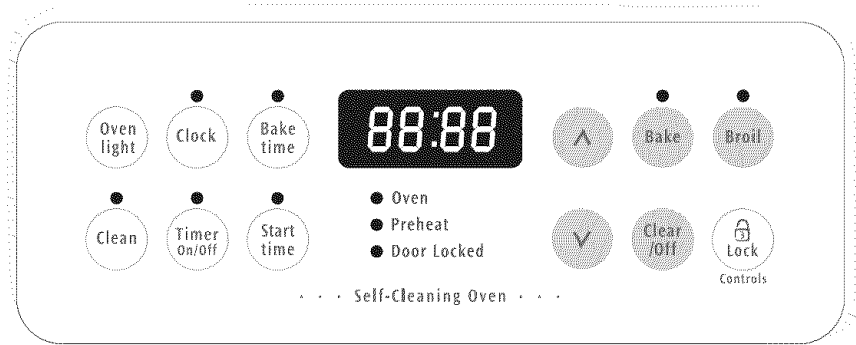 Oven
light
Clock
Bake
time
88:88
Bake
Broil
Clean
Timer
On/Off
Start
time
Oven
Preheat
Door Locked
Clear
/Off
Lock
Controls
Self-Cleaning Oven